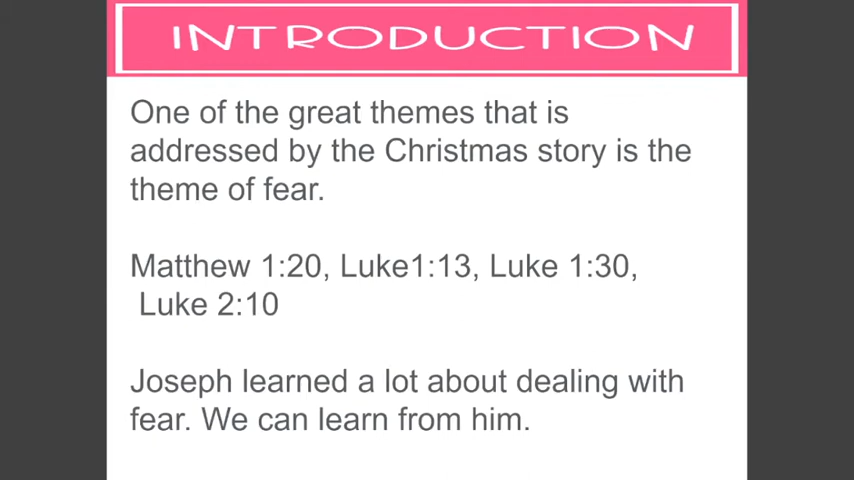 INTRODUCTION
One of the great themes that is
addressed by the Christmas story is the
theme of fear.
Matthew 1:20, Luke1:13, Luke 1:30,
Luke 2:10
Joseph learned a lot about dealing with
fear. We can learn from him.